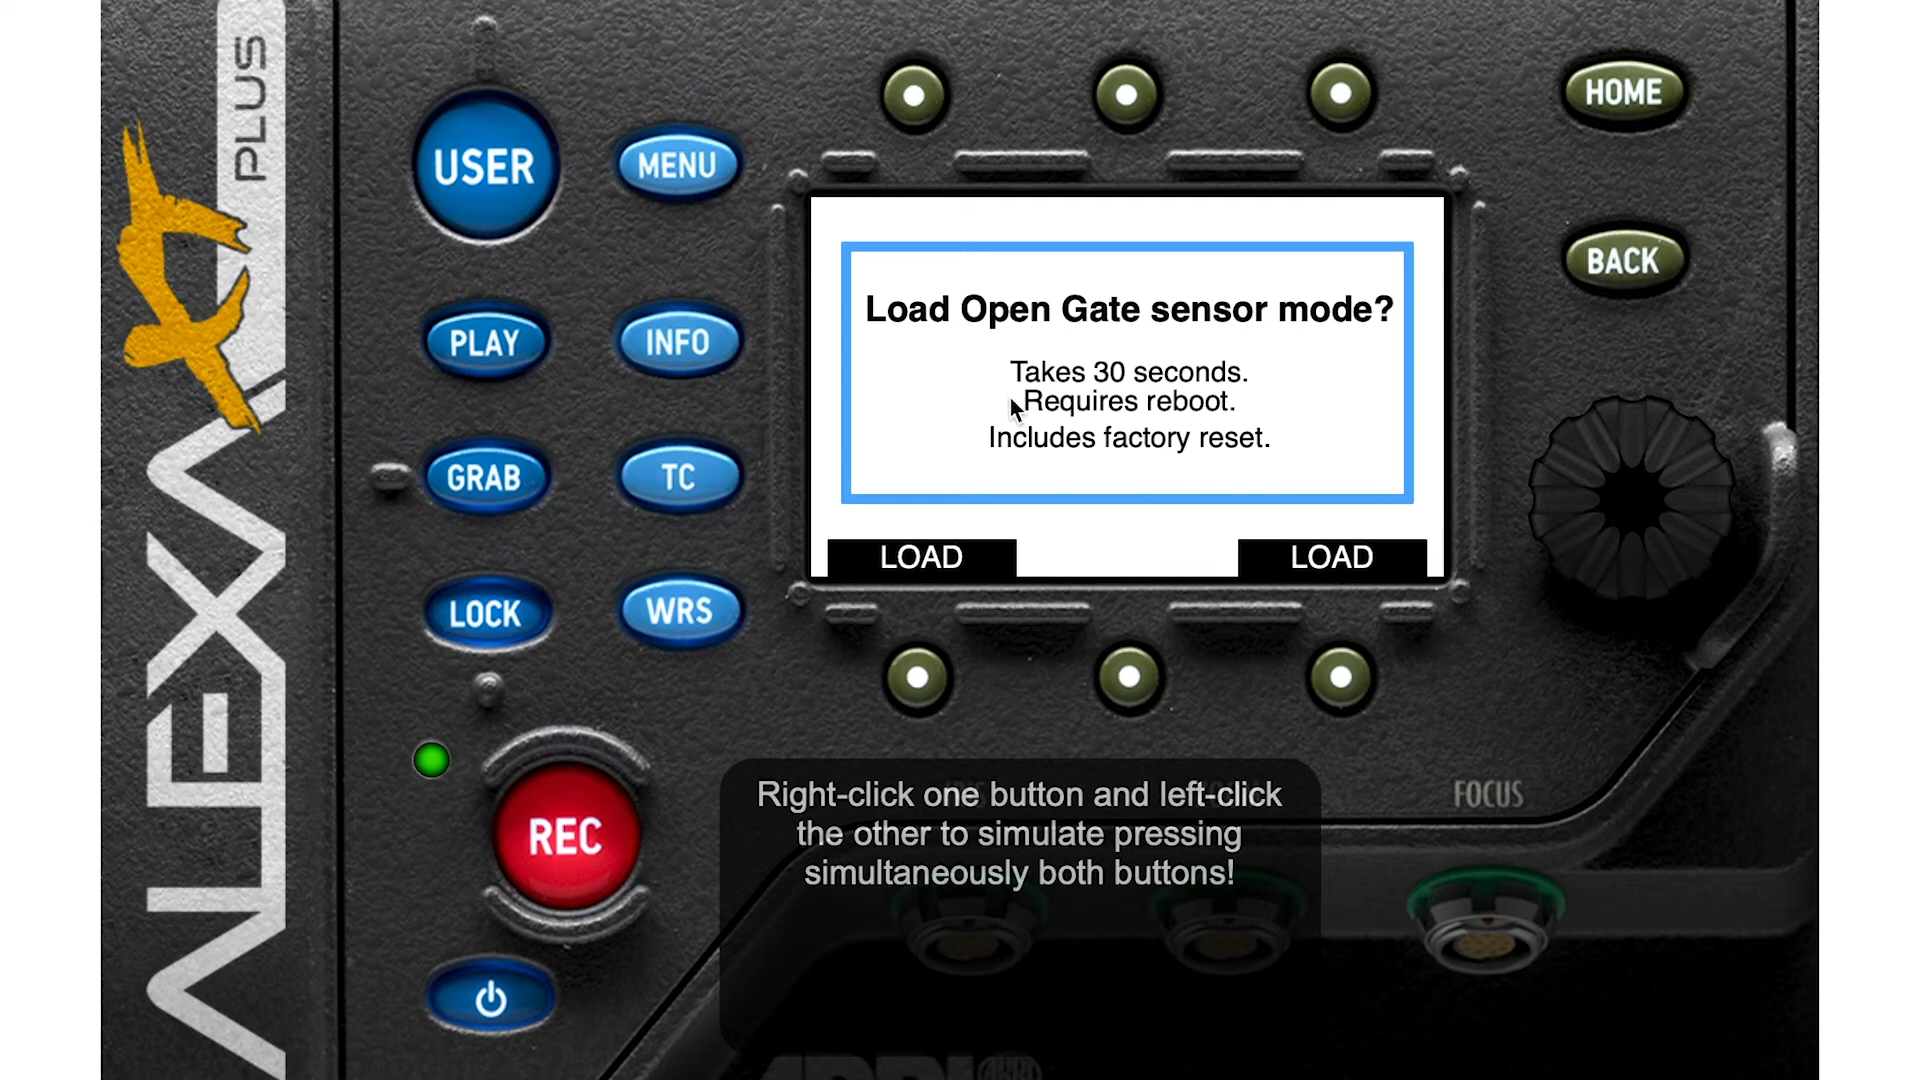 ALEXA XT PLUS
USER
MENU
HOME
BACK
PLAY
INFO
GRAB
TC
LOCK
WRS
REC
Load Open Gate sensor mode?
Takes 30 seconds.
Requires reboot.
Includes factory reset.
LOAD
LOAD
Right-click one button and left-click
the other to simulate pressing
simultaneously both buttons!
FOCUS